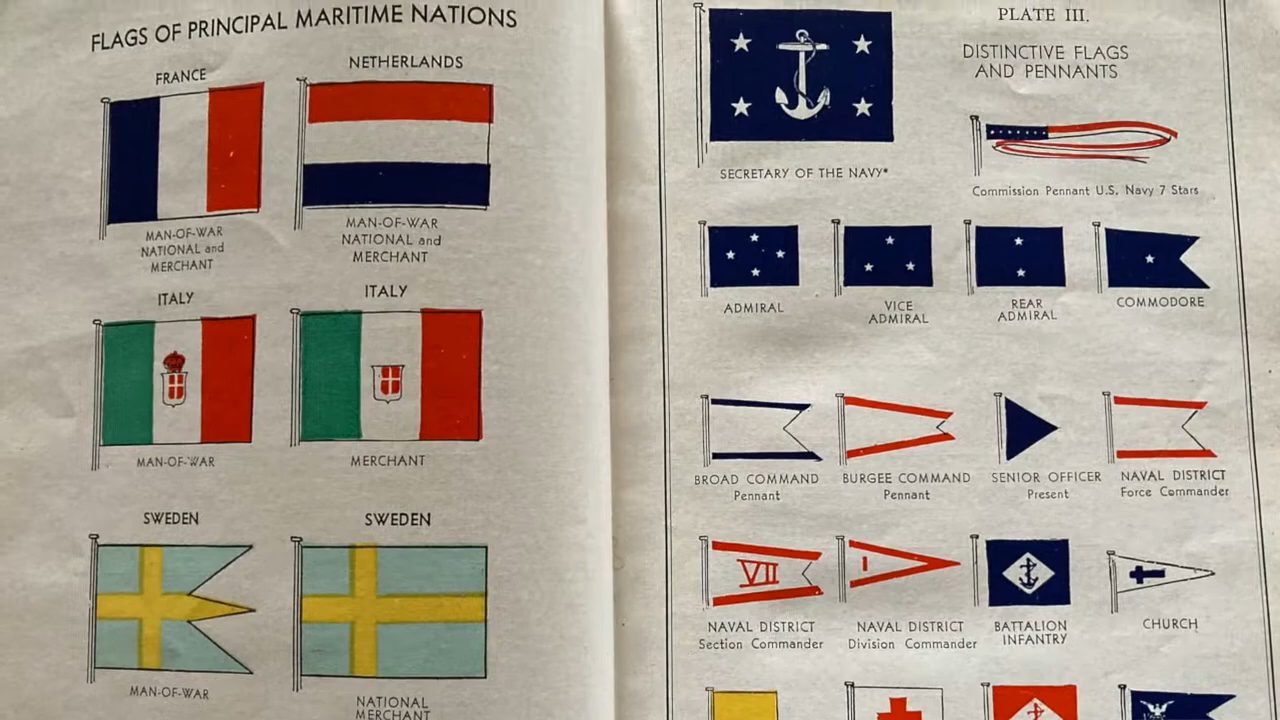 FLAGS OF PRINCIPAL MARITIME NATIONS
FRANCE
MAN-OF-WAR
NATIONAL and
MERCHANT
NETHERLANDS
MAN-OF-WAR
NATIONAL and
MERCHANT
ITALY
MAN-OF-WAR
ITALY
MERCHANT
SWEDEN
MAN-OF-WAR
SWEDEN
NATIONAL
MERCHANT
PLATE III.
DISTINCTIVE FLAGS
AND PENNANTS
SECRETARY OF THE NAVY*
Commission Pennant U.S. Navy 7 Stars
ADMIRAL
VICE
ADMIRAL
REAR
ADMIRAL
COMMODORE
BROAD COMMAND
Pennant
BURGEE COMMAND
Pennant
SENIOR OFFICER
Present
NAVAL DISTRICT
Force Commander
VII
NAVAL DISTRICT
Section Commander
I
NAVAL DISTRICT
Division Commander
BATTALION
INFANTRY
CHURCH